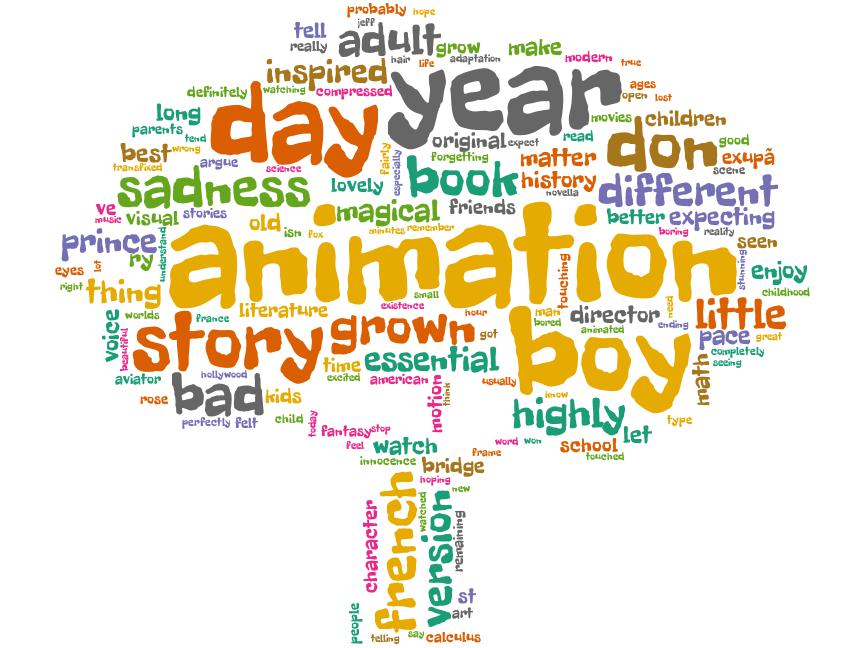 probably hope
tell jeff
really adult grow make
hair life adaptation modern true
inspired year
definitely watching compressed ages
open lost
long day movies children
parents
tend original expect read don good
best wrong fairly forgetting matter exupã
transfixed argue science especially scene
sadness lovely book history novella different
ve music visual stories magical friends better expecting
old isn fox minutes remember boring reality
prince understand animation seen
ry
eyes lot stunning enjoy
right thing small touching childhood
worlds literature existence hour man director need little
voice france story grown got bored animated ending pace great
beautiful time essential boy completely
seeing
aviator hollywood excited american usually math
bad kids motion think know
rose
perfectly felt child today highly type
fantasy stop
feel watch word won school let
touched
innocence bridge frame
hoping
french watched version new
character remaining
people st
art
telling say calculus